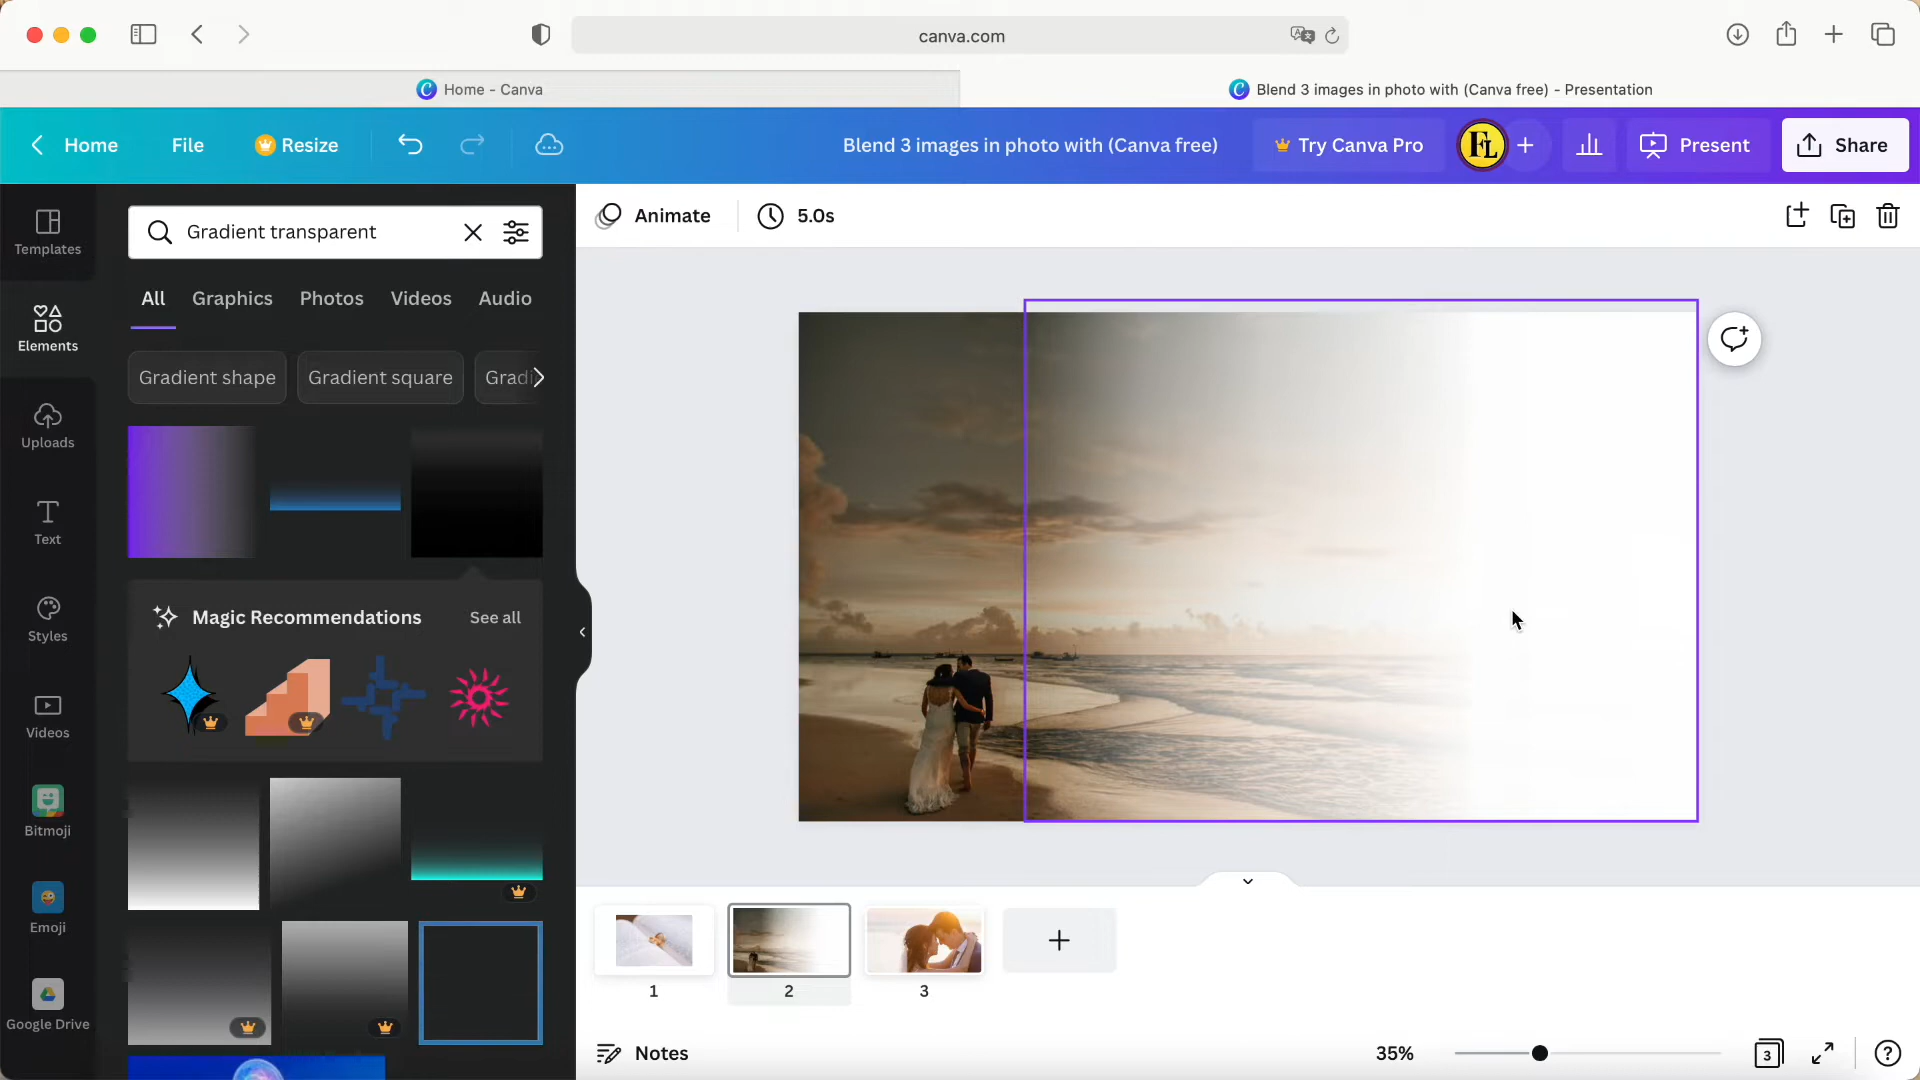 canva.com
Home - Canva
Blend 3 images in photo with (Canva free) - Presentation
Home
File
Resize
Blend 3 images in photo with (Canva free)
Try Canva Pro
FL
Present
Share
Templates
Elements
Uploads
Text
Styles
Videos
Bitmoji
Emoji
Google Drive
Gradient transparent
All
Graphics
Photos
Videos
Audio
Gradient shape
Gradient square
Magic Recommendations
See all
Animate
5.0s
1
2
3
Notes
35%
3